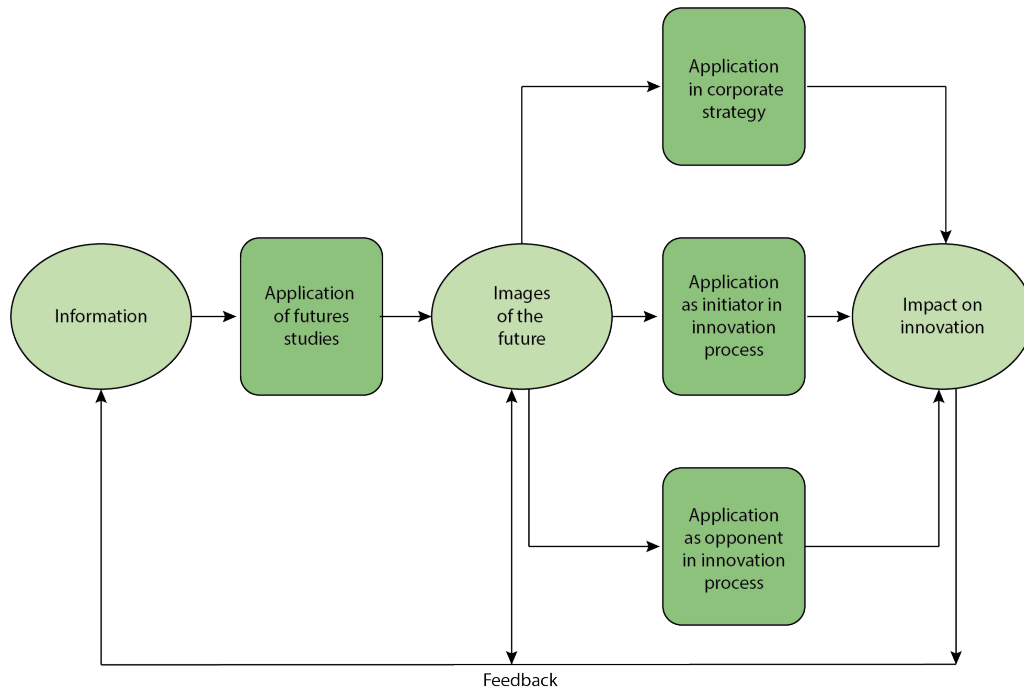 Application
in corporate
strategy
Information
Application
of futures
studies
Images
of the
future
Application
as initiator in
innovation
process
Impact on
innovation
Application
as opponent
in innovation
process
Feedback